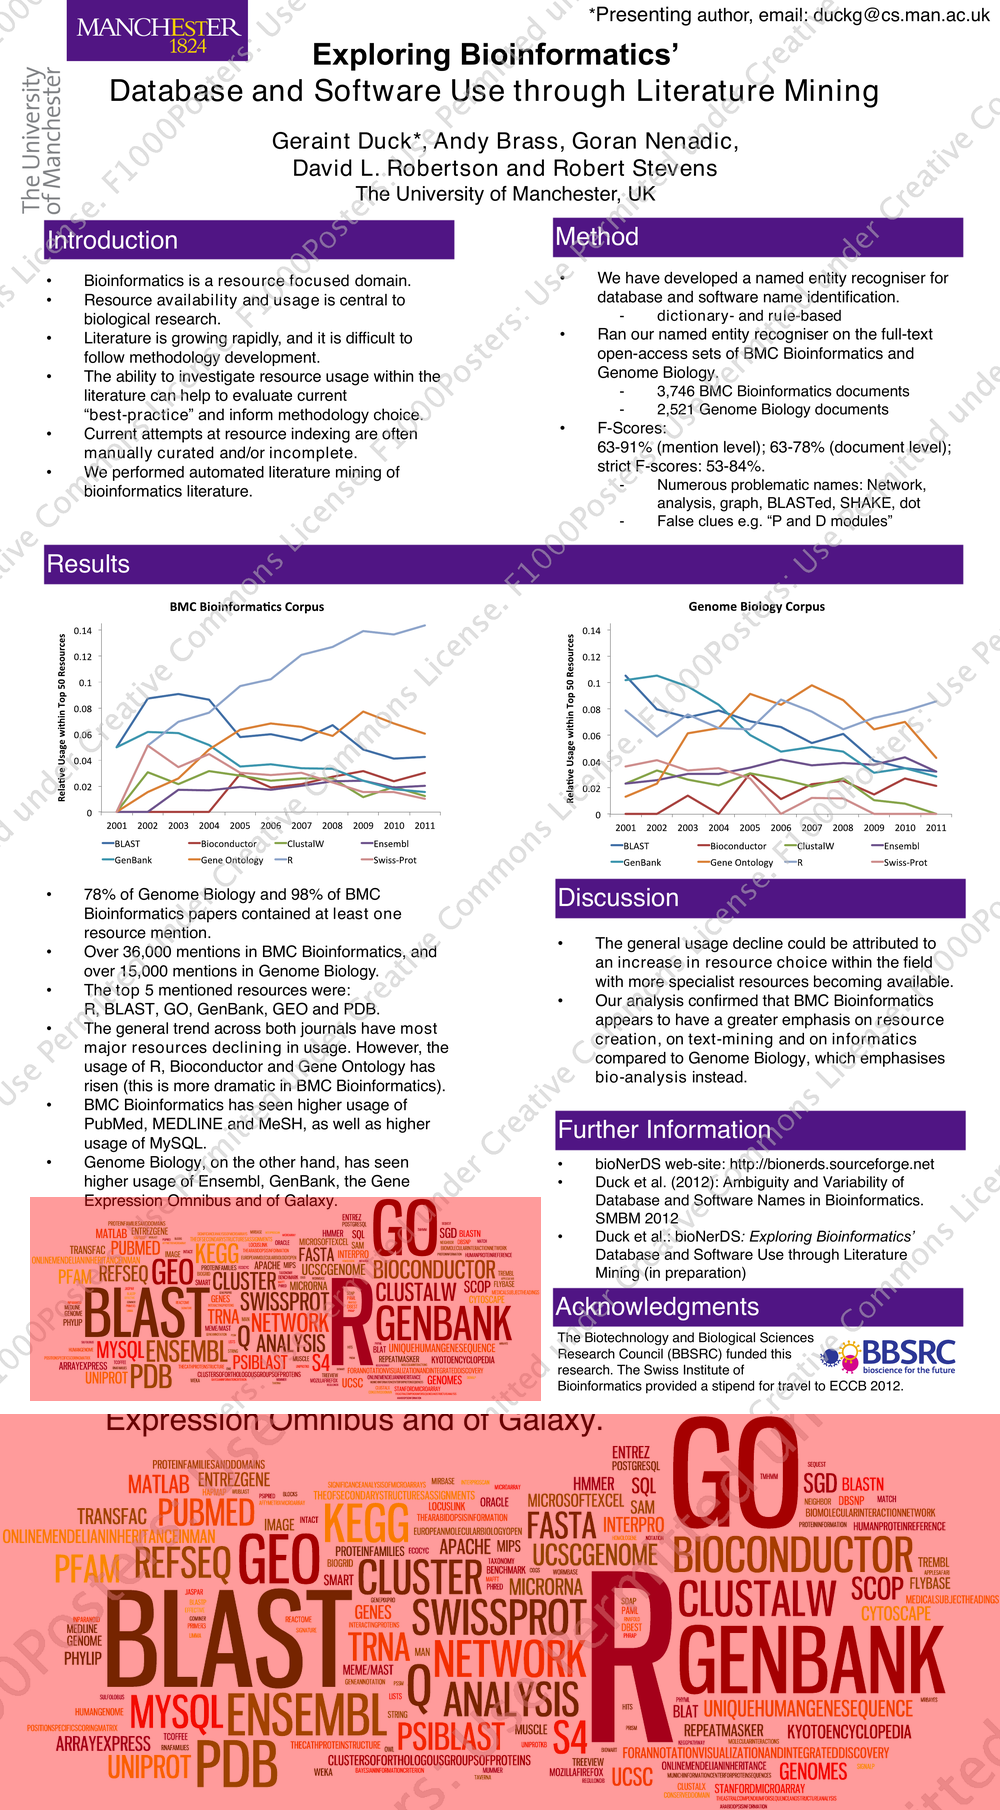 MANCHESTER
1824
The University
of Manchester
*Presenting author, email: duckg@cs.man.ac.uk
Exploring Bioinformatics’
Database and Software Use through Literature Mining
Geraint Duck*, Andy Brass, Goran Nenadic,
David L. Robertson and Robert Stevens
The University of Manchester, UK
Introduction
• Bioinformatics is a resource focused domain.
• Resource availability and usage is central to
biological research.
• Literature is growing rapidly, and it is difficult to
follow methodology development.
• The ability to investigate resource usage within the
literature can help to evaluate current
“best-practice” and inform methodology choice.
• Current attempts at resource indexing are often
manually curated and/or incomplete.
• We performed automated literature mining of
bioinformatics literature.
Method
• We have developed a named entity recogniser for
database and software name identification.
- dictionary- and rule-based
• Ran our named entity recogniser on the full-text
open-access sets of BMC Bioinformatics and
Genome Biology.
- 3,746 BMC Bioinformatics documents
- 2,521 Genome Biology documents
• F-Scores:
63-91% (mention level); 63-78% (document level);
strict F-scores: 53-84%.
- Numerous problematic names: Network,
analysis, graph, BLASTed, SHAKE, dot
- False clues e.g. “P and D modules”
Results
BMC Bioinformatics Corpus
Relative Usage within Top 50 Resources
0.14
0.12
0.1
0.08
0.06
0.04
0.02
0
2001 2002 2003 2004 2005 2006 2007 2008 2009 2010 2011
BLAST Bioconductor ClustalW Ensembl
GenBank Gene Ontology R Swiss-Prot
Genome Biology Corpus
Relative Usage within Top 50 Resources
0.14
0.12
0.1
0.08
0.06
0.04
0.02
0
2001 2002 2003 2004 2005 2006 2007 2008 2009 2010 2011
BLAST Bioconductor ClustalW Ensembl
GenBank Gene Ontology R Swiss-Prot
• 78% of Genome Biology and 98% of BMC
Bioinformatics papers contained at least one
resource mention.
• Over 36,000 mentions in BMC Bioinformatics, and
over 15,000 mentions in Genome Biology.
• The top 5 mentioned resources were:
R, BLAST, GO, GenBank, GEO and PDB.
• The general trend across both journals have most
major resources declining in usage. However, the
usage of R, Bioconductor and Gene Ontology has
risen (this is more dramatic in BMC Bioinformatics).
• BMC Bioinformatics has seen higher usage of
PubMed, MEDLINE and MeSH, as well as higher
usage of MySQL.
• Genome Biology, on the other hand, has seen
higher usage of Ensembl, GenBank, the Gene
Expression Omnibus and of Galaxy.
Discussion
• The general usage decline could be attributed to
an increase in resource choice within the field
with more specialist resources becoming available.
• Our analysis confirmed that BMC Bioinformatics
appears to have a greater emphasis on resource
creation, on text-mining and on informatics
compared to Genome Biology, which emphasises
bio-analysis instead.
Further Information
• bioNerDS web-site: http://bionerds.sourceforge.net
• Duck et al. (2012): Ambiguity and Variability of
Database and Software Names in Bioinformatics.
SMBM 2012
• Duck et al.: bioNerDS: Exploring Bioinformatics’
Database and Software Use through Literature
Mining (in preparation)
Acknowledgments
The Biotechnology and Biological Sciences
Research Council (BBSRC) funded this
research. The Swiss Institute of
Bioinformatics provided a stipend for travel to ECCB 2012.
BBSRC
bioscience for the future
Expression Omnibus and of Galaxy.
PROTEINFAMILIESANDDOMAINS
ENTREZ
POSTGRESQL
GO
MATLAB ENTREZGENE
HMMER SQL
SGD BLASTN
TRANSFAC PUBMED
THEOFSECONDARYSTRUCTURESASSIGNMENTS
LOCUSLINK ORACLE
MICROSOFTEXCEL SAM
NEIGHBOR DBSNP MATCH
BIOMOLECULARINTERACTIONNETWORK
IMAGE INTACT KEGG
THEARABIDOPSISINFORMATION
FASTA INTERPRO
PROTEININFORMATION HUMANPROTEINREFERENCE
ONLINEMENDELIANINHERITANCEINMAN
EUROPEANMOLECULARBIOLOGYOPEN
PFAM REFSEQ GEO
PROTEINFAMILIES ECOCYC APACHE MIPS
UCSCGENOME
BIOCONDUCTOR
TREMBL
BIOGRID
SMART CLUSTER
TAXONOMY
BENCHMARK
MICRORNA
FLYBASE
CLUSTALW SCOP
MEDICALSUBJECTHEADINGS
BLAST
JASPAR
GENES
SWISSPROT
R
CYTOSCAPE
MEDLINE
GENOME
PHYLIP
REACTOME
TRNA MAN
NETWORK
GENBANK
SOAP
PAML
DBEST
PHRAP
MEME/MAST
GENEANNOTATION
Q ANALYSIS
HUMANGENOME
MYSQL ENSEMBL
LISTS
STRING
BLAT UNIQUEHUMANGENESEQUENCE
POSITIONSPECIFICSCORINGMATRIX
ARRAYEXPRESS
TCOFFEE
RNAFAMILIES
PSIBLAST MUSCLE S4
REPEATMASKER KYOTOENCYCLOPEDIA
UNIPROT PDB
THECATHPROTEINSTRUCTURE
CLUSTERSOFORTHOLOGOUSGROUPSOFPROTEINS
WEKA
TREEVIEW
MOZILLAFIREFOX
UCSC
FORANNOTATIONVISUALIZATIONANDINTEGRATEDDISCOVERY
ONLINEMENDELIANINHERITANCE
GENOMES
STANFORDMICROARRAY
F1000Posters: Use Permitted under Creative Commons License.